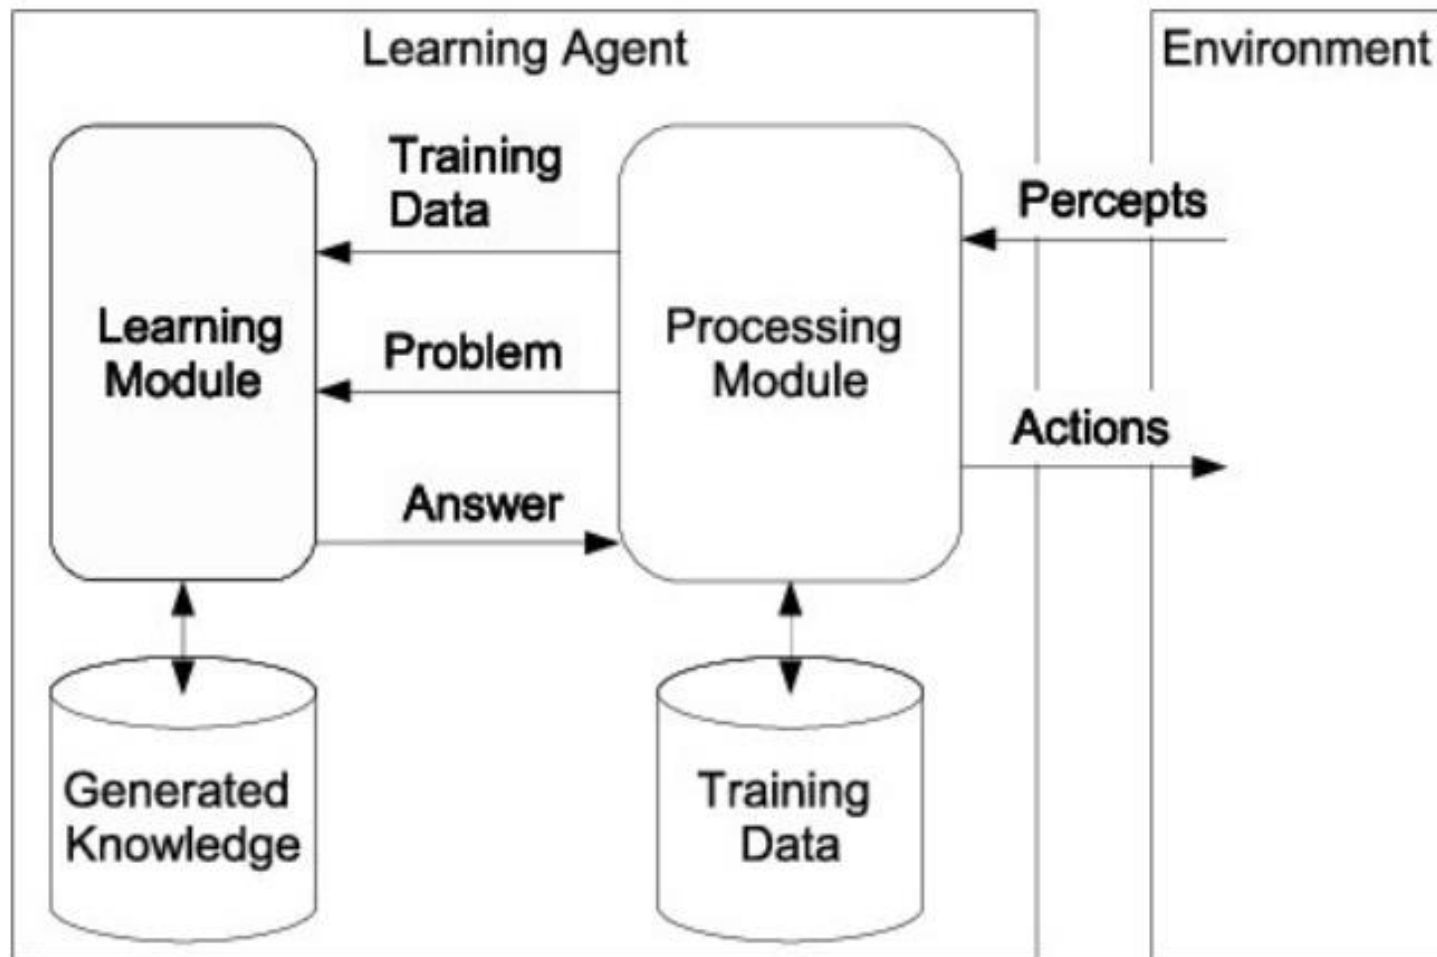 Learning Agent
Environment
Training
Data
Percepts
Learning
Module
Problem
Processing
Module
Actions
Answer
Generated
Knowledge
Training
Data